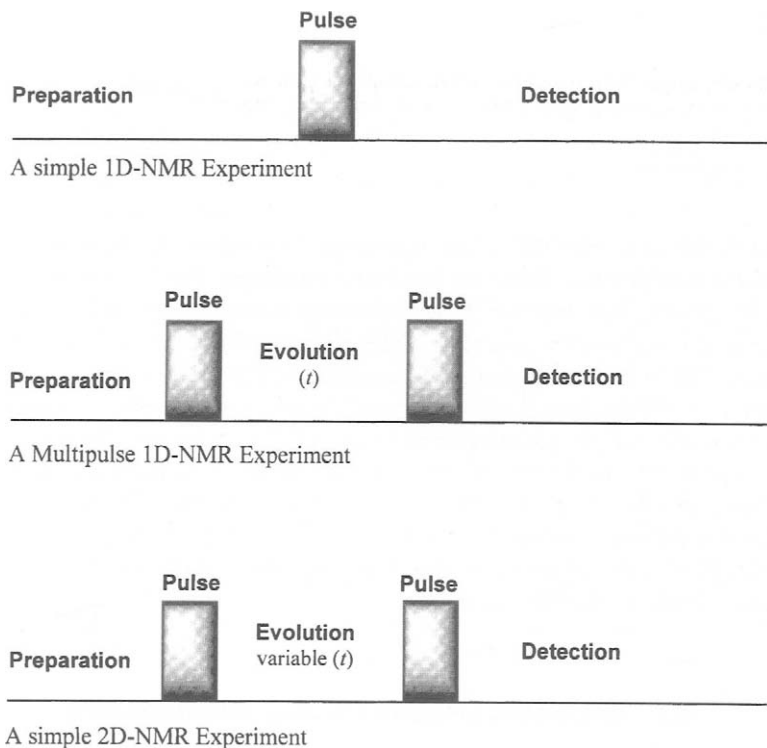 Pulse
Preparation Detection
A simple 1D-NMR Experiment
Pulse Pulse
Evolution
Preparation (t) Detection
A Multipulse 1D-NMR Experiment
Pulse Pulse
Evolution
Preparation variable (t) Detection
A simple 2D-NMR Experiment